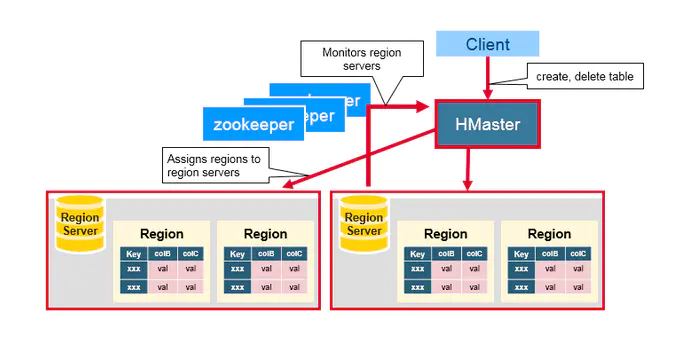 Client
Monitors region
servers
create, delete table
eper
eper
zookeeper
HMaster
Assigns regions to
region servers
Region
Server
Region
Key colB colC
xxx val val
xxx val val
Region
Key colB colC
xxx val val
xxx val val
Region
Server
Region
Key colB colC
xxx val val
xxx val val
Region
Key colB colC
xxx val val
xxx val val